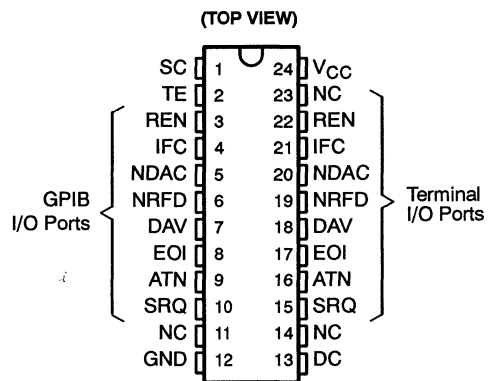 (TOP VIEW)
SC 1 24 VCC
TE 2 23 NC
REN 3 22 REN
IFC 4 21 IFC
NDAC 5 20 NDAC
NRFD 6 19 NRFD
DAV 7 18 DAV
EOI 8 17 EOI
ATN 9 16 ATN
SRQ 10 15 SRQ
NC 11 14 NC
GND 12 13 DC
GPIB
I/O Ports
Terminal
I/O Ports